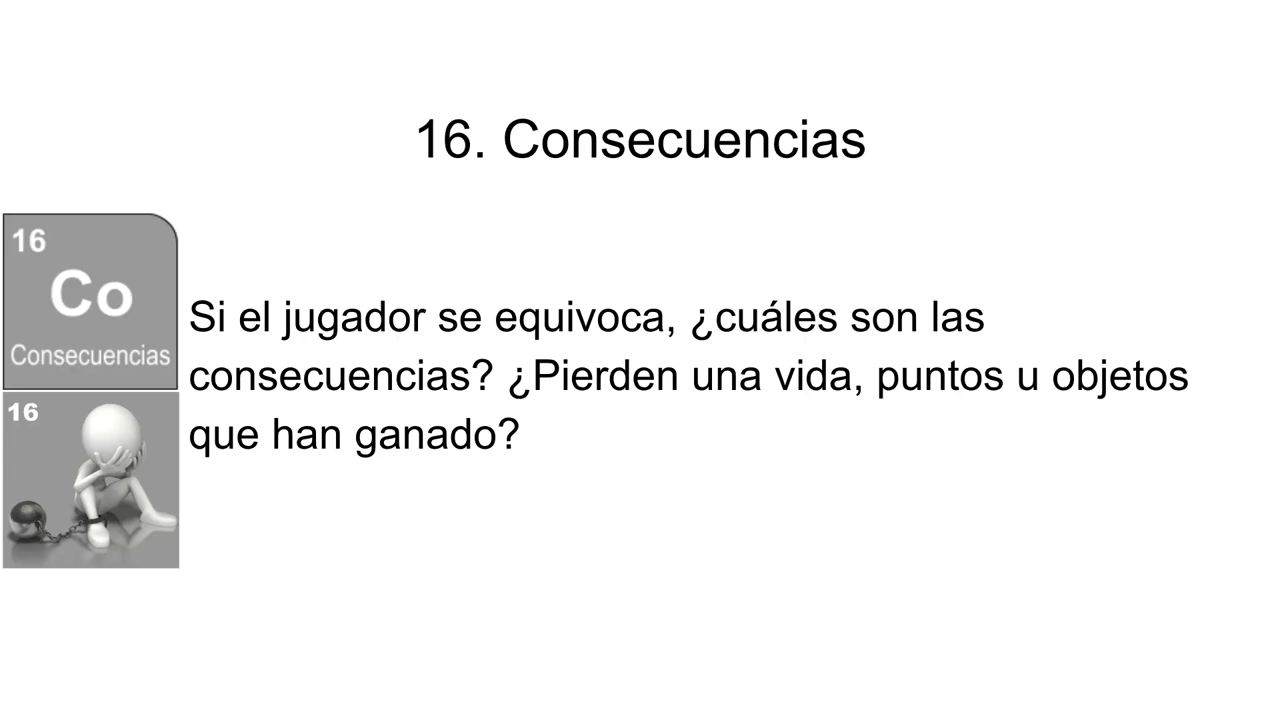 16. Consecuencias
16
Co
Consecuencias
16
Si el jugador se equivoca, ¿cuáles son las
consecuencias? ¿Pierden una vida, puntos u objetos
que han ganado?